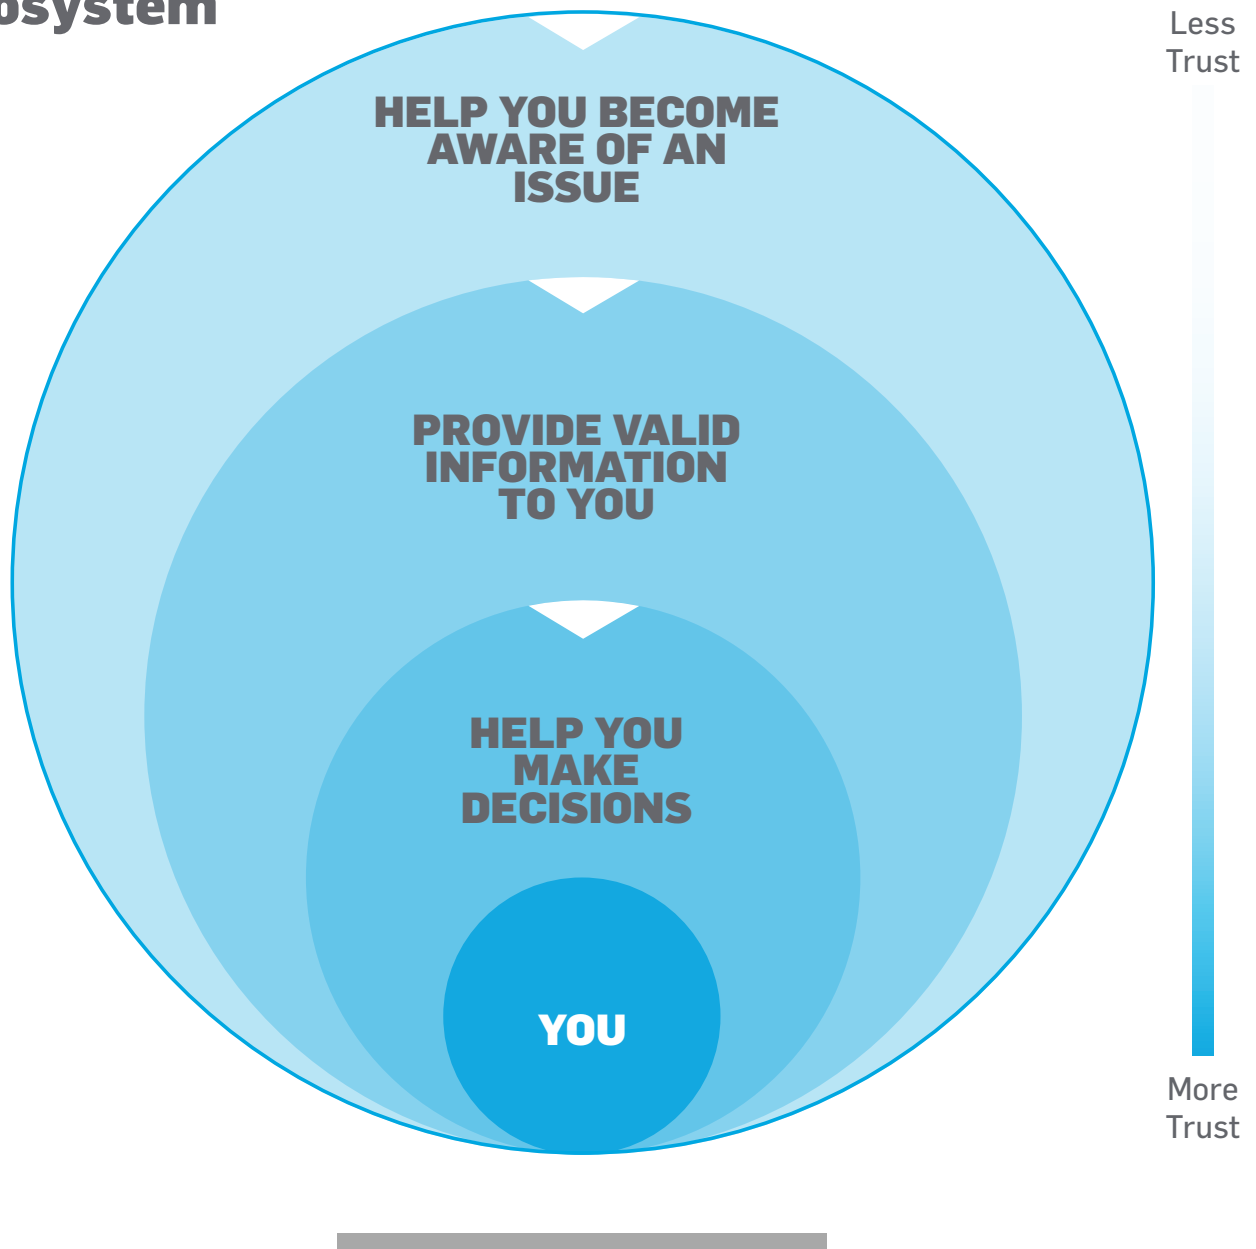 osystem
Less
Trust
HELP YOU BECOME
AWARE OF AN
ISSUE
PROVIDE VALID
INFORMATION
TO YOU
HELP YOU
MAKE
DECISIONS
YOU
More
Trust